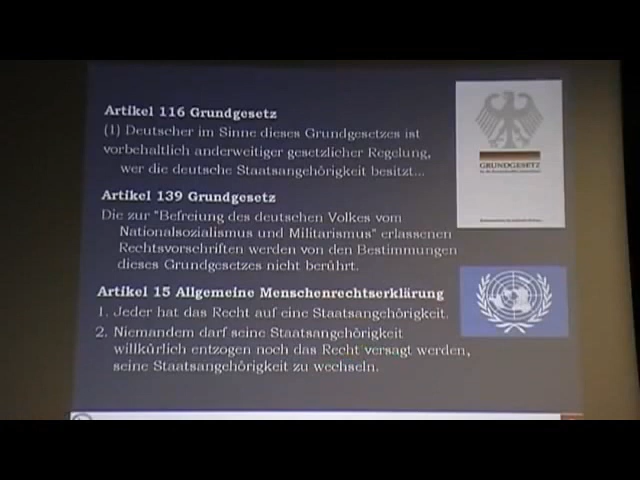 Artikel 116 Grundgesetz
(1) Deutscher im Sinne dieses Grundgesetzes ist
vorbehaltlich anderweitiger gesetzlicher Regelung,
wer die deutsche Staatsangehörigkeit besitzt...
Artikel 139 Grundgesetz
Die zur "Befreiung des deutschen Volkes vom
Nationalsozialismus und Militarismus" erlassenen
Rechtsvorschriften werden von den Bestimmungen
dieses Grundgesetzes nicht berührt.
Artikel 15 Allgemeine Menschenrechtserklärung
1. Jeder hat das Recht auf eine Staatsangehörigkeit.
2. Niemandem darf seine Staatsangehörigkeit
willkürlich entzogen noch das Recht versagt werden,
seine Staatsangehörigkeit zu wechseln.
GRUNDGESETZ